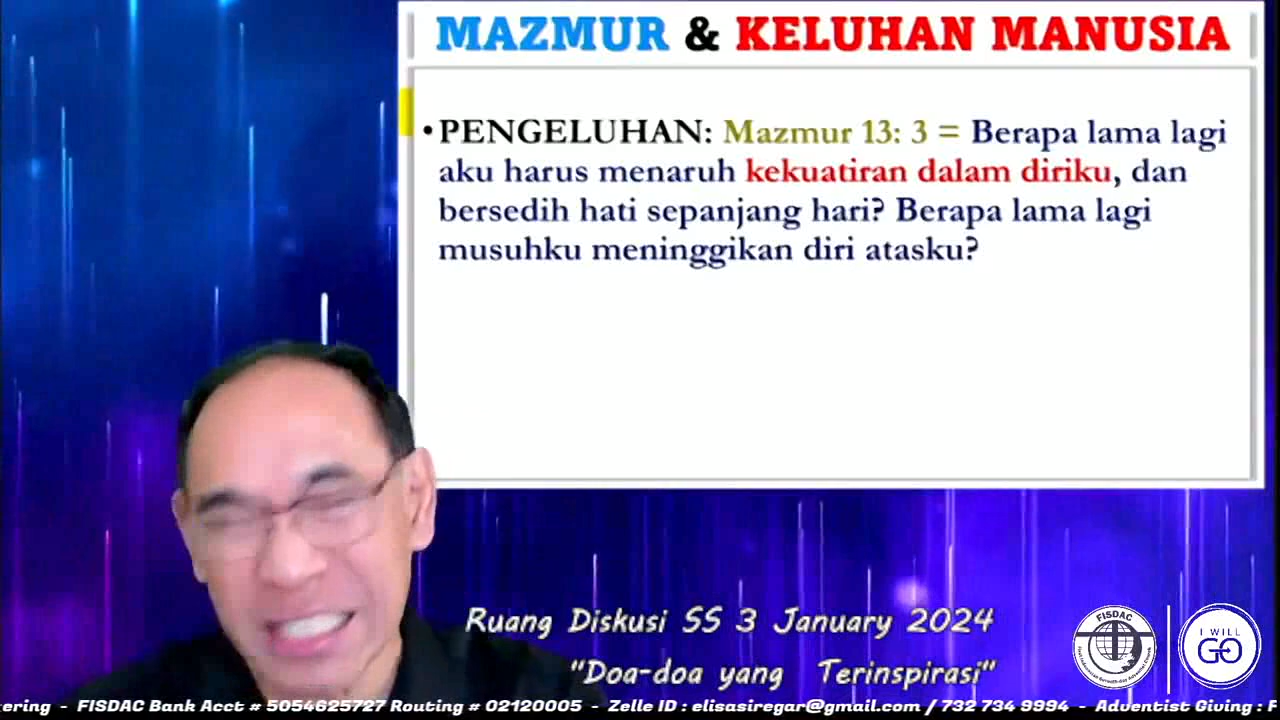 MAZMUR & KELUHAN MANUSIA
•PENGELUHAN: Mazmur 13: 3 = Berapa lama lagi
aku harus menaruh kekuatiran dalam diriku, dan
bersedih hati sepanjang hari? Berapa lama lagi
musuhku meninggikan diri atasku?
Ruang Diskusi SS 3 January 2024
"Doa-doa yang Terinspirasi"
FISDAC
I WILL
GO
ering - FISDAC Bank Acct # 5054625727 Routing # 02120005 - Zelle ID : elisasiregar@gmail.com / 732 734 9994 - Adventist Giving : F